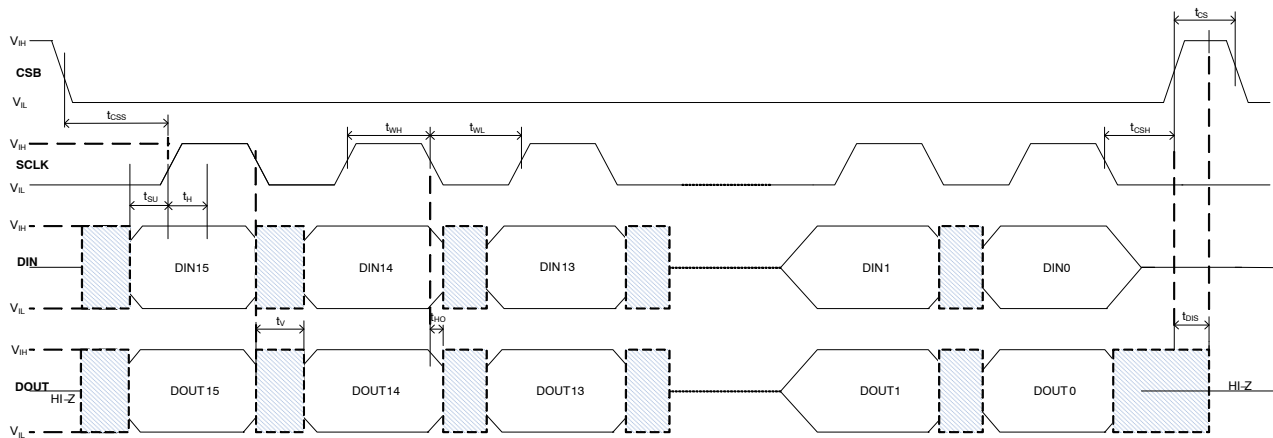 tCS
VIH
CSB
VIL
tCSS
tWH
tWL
tCSH
VIH
SCLK
VIL
tSU
tH
VIH
DIN
DIN15
DIN14
DIN13
DIN1
DIN0
VIL
tV
tHO
tDIS
VIH
DOUT
HI-Z
DOUT15
DOUT14
DOUT13
DOUT1
DOUT0
HI-Z
VIL